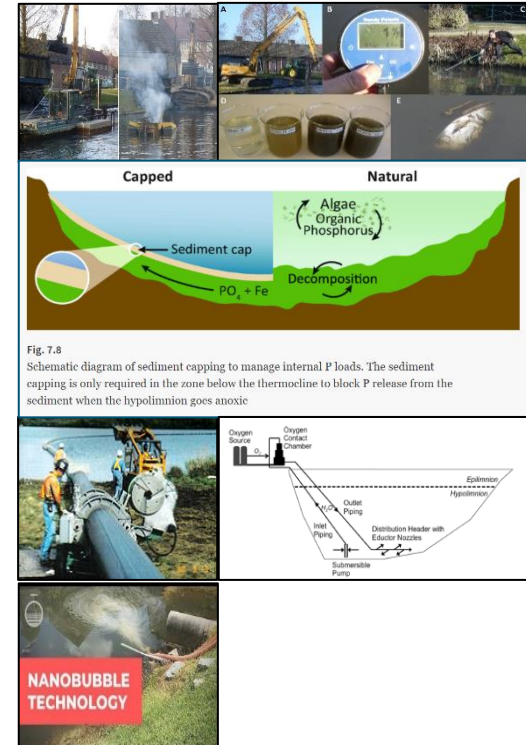 A
B
C
D
E
Capped
Natural
Algae
Organic
Phosphorus
Sediment cap
Decomposition
PO4 + Fe
Fig. 7.8
Schematic diagram of sediment capping to manage internal P loads. The sediment
capping is only required in the zone below the thermocline to block P release from the
sediment when the hypolimnion goes anoxic
Oxygen
Source
Oxygen
Contact
Chamber
O2
Epilimnion
Hypolimnion
H2O
Outlet
Piping
Inlet
Piping
Distribution Header with
Eductor Nozzles
Submersible
Pump
NANOBUBBLE
TECHNOLOGY